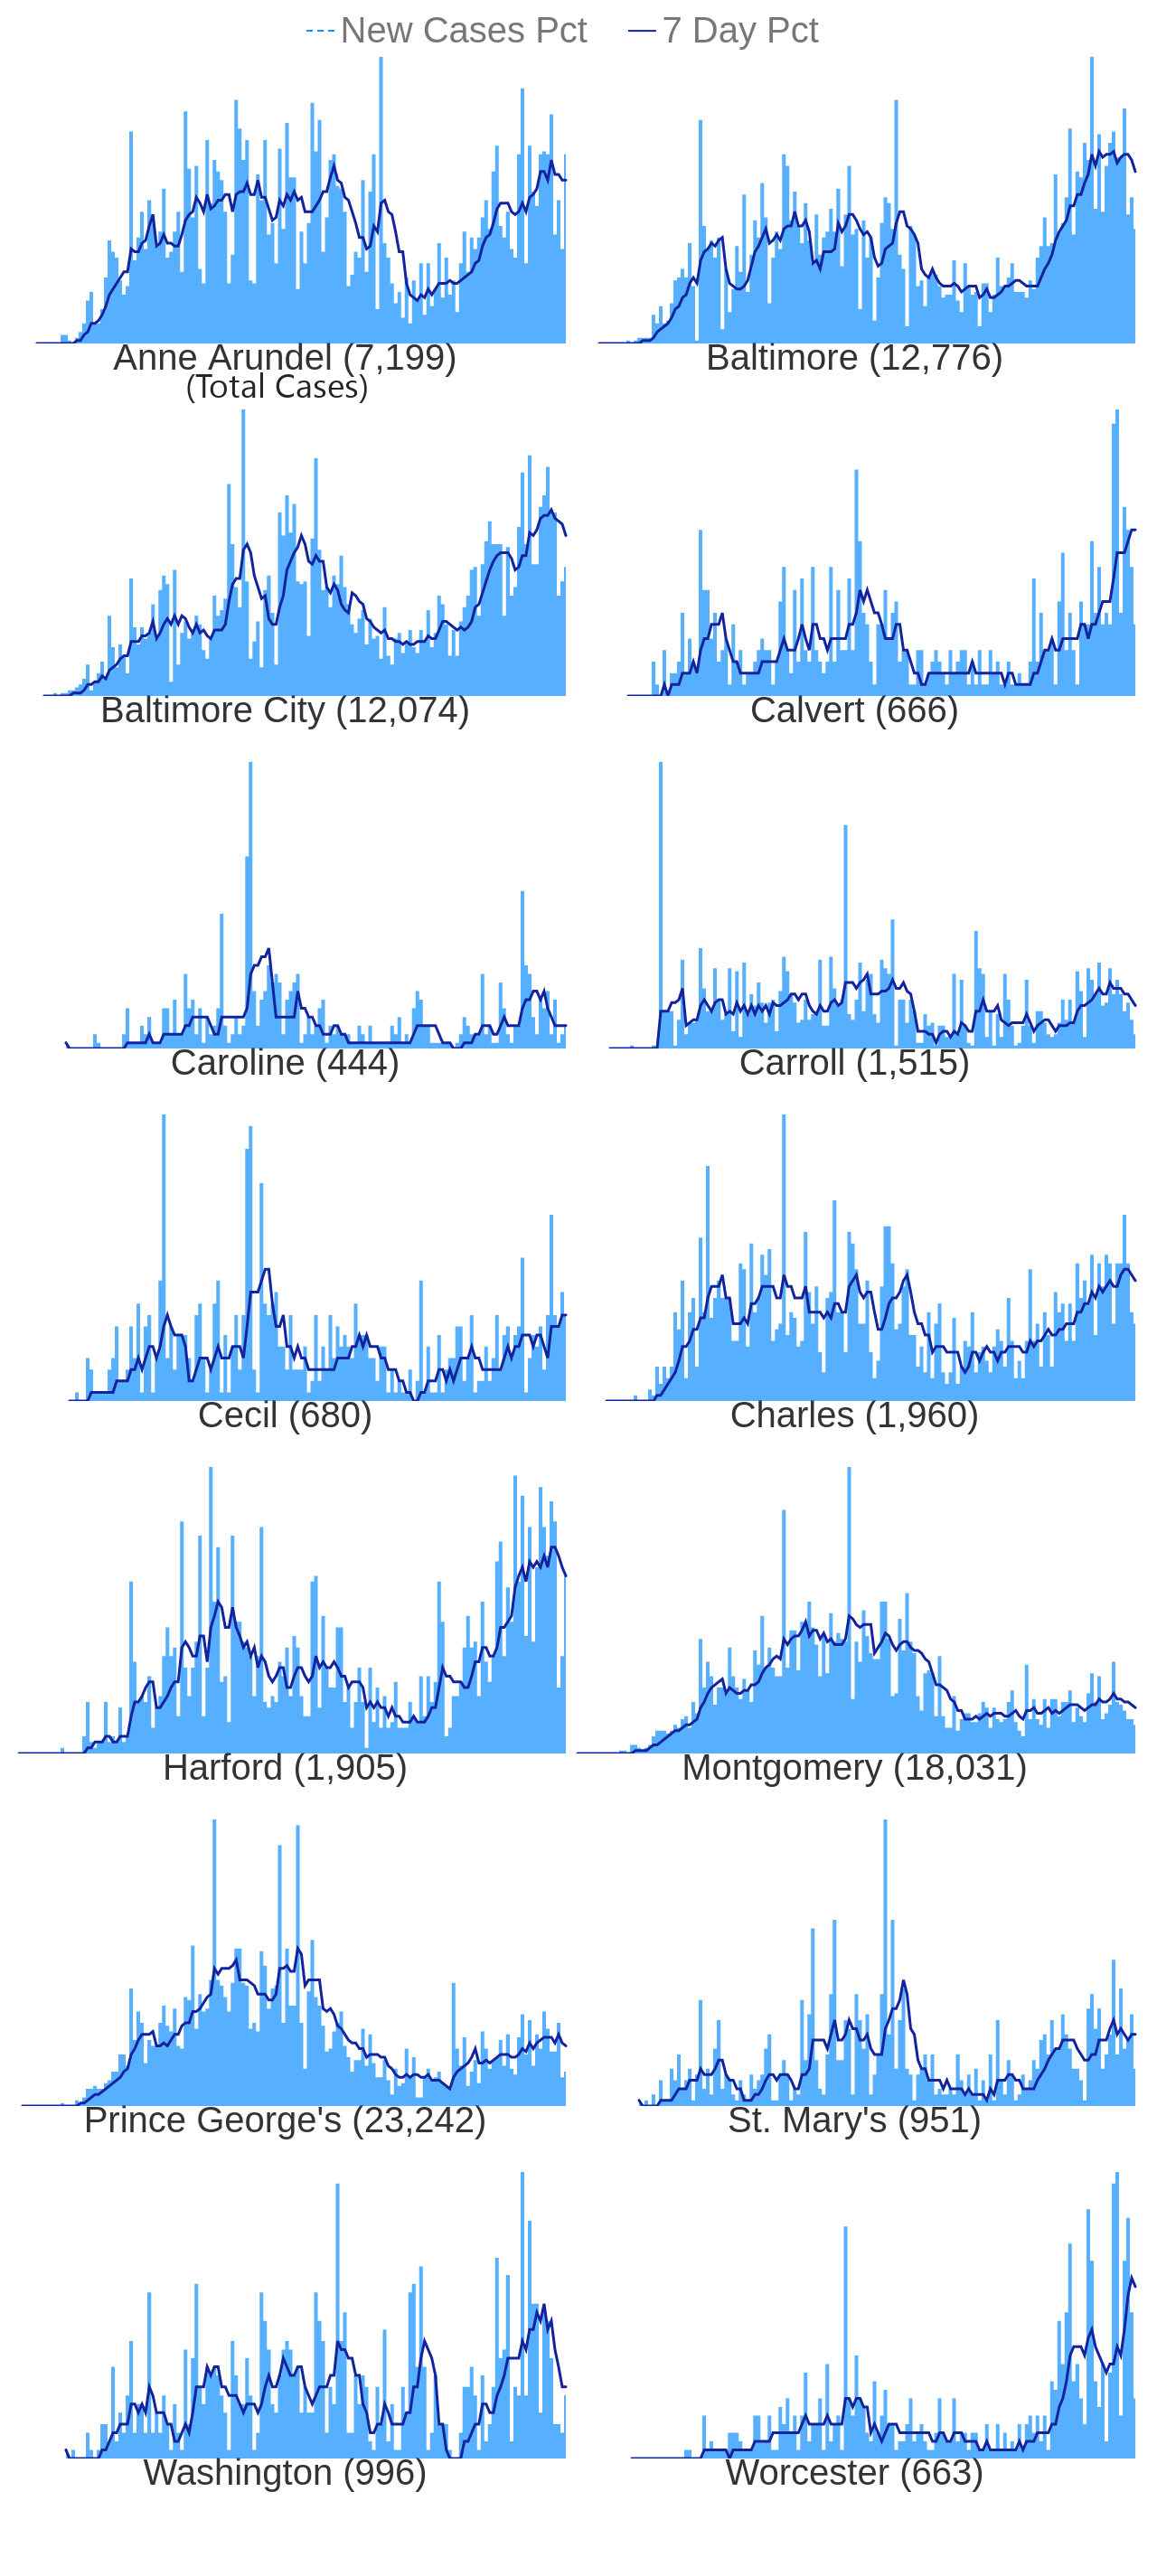 New Cases Pct 7 Day Pct
Anne Arundel (7,199) Baltimore (12,776)
(Total Cases)
Baltimore City (12,074) Calvert (666)
Caroline (444) Carroll (1,515)
Cecil (680) Charles (1,960)
Harford (1,905) Montgomery (18,031)
Prince George's (23,242) St. Mary's (951)
Washington (996) Worcester (663)